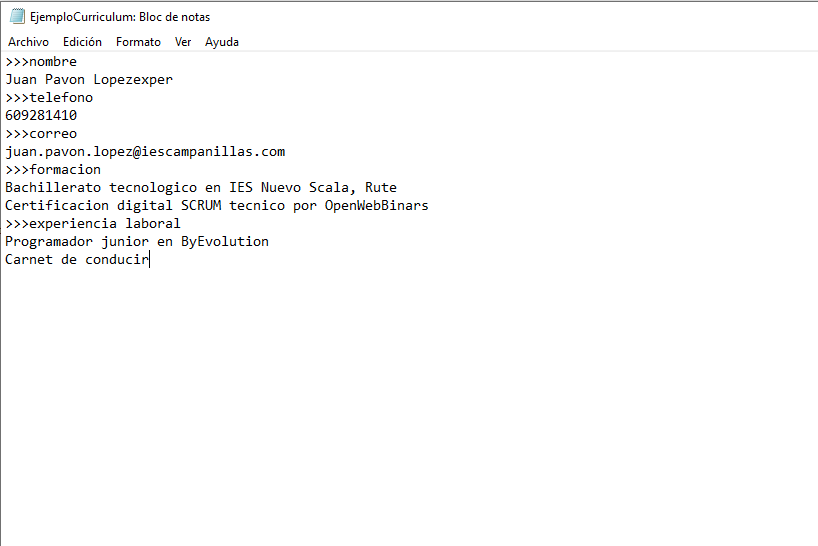 EjemploCurriculum: Bloc de notas
Archivo Edición Formato Ver Ayuda
>>>nombre
Juan Pavon Lopezexper
>>>telefono
609281410
>>>correo
juan.pavon.lopez@iescampanillas.com
>>>formacion
Bachillerato tecnologico en IES Nuevo Scala, Rute
Certificacion digital SCRUM tecnico por OpenWebBinars
>>>experiencia laboral
Programador junior en ByEvolution
Carnet de conducir